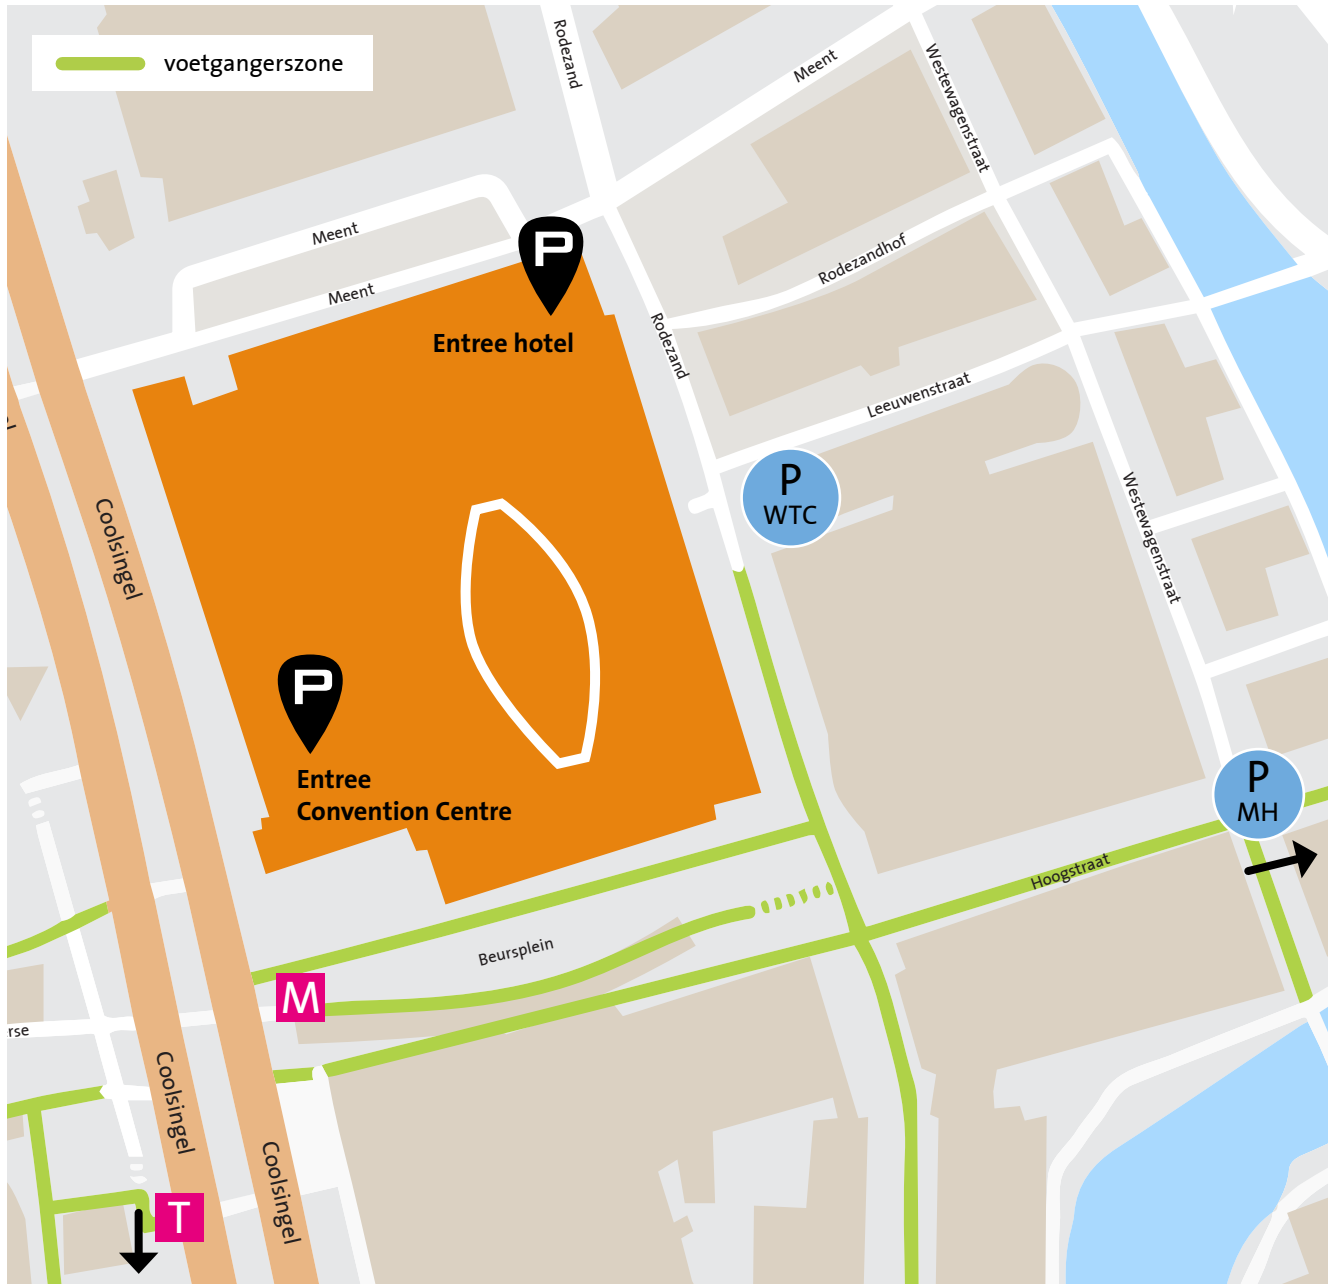 voetgangerszone
Rodezand
Meent
Westewagenstraat
Meent
Meent
Rodezandhof
Entree hotel
Rodezand
Leeuwenstraat
P
WTC
Coolsingel
Westewagenstraat
P
Entree
Convention Centre
P
P
MH
Hoogstraat
Beursplein
M
rse
Coolsingel
Coolsingel
T